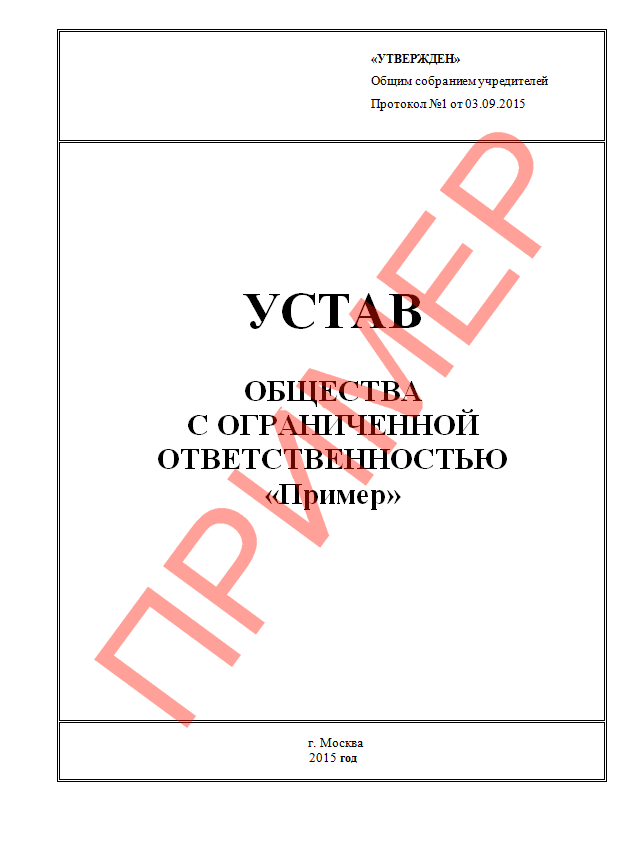 «УТВЕРЖДЕН»
Общим собранием учредителей
Протокол №1 от 03.09.2015
УСТАВ
ОБЩЕСТВА
С ОГРАНИЧЕННОЙ
ОТВЕТСТВЕННОСТЬЮ
«Пример»
ПРИМЕР
г. Москва
2015 год